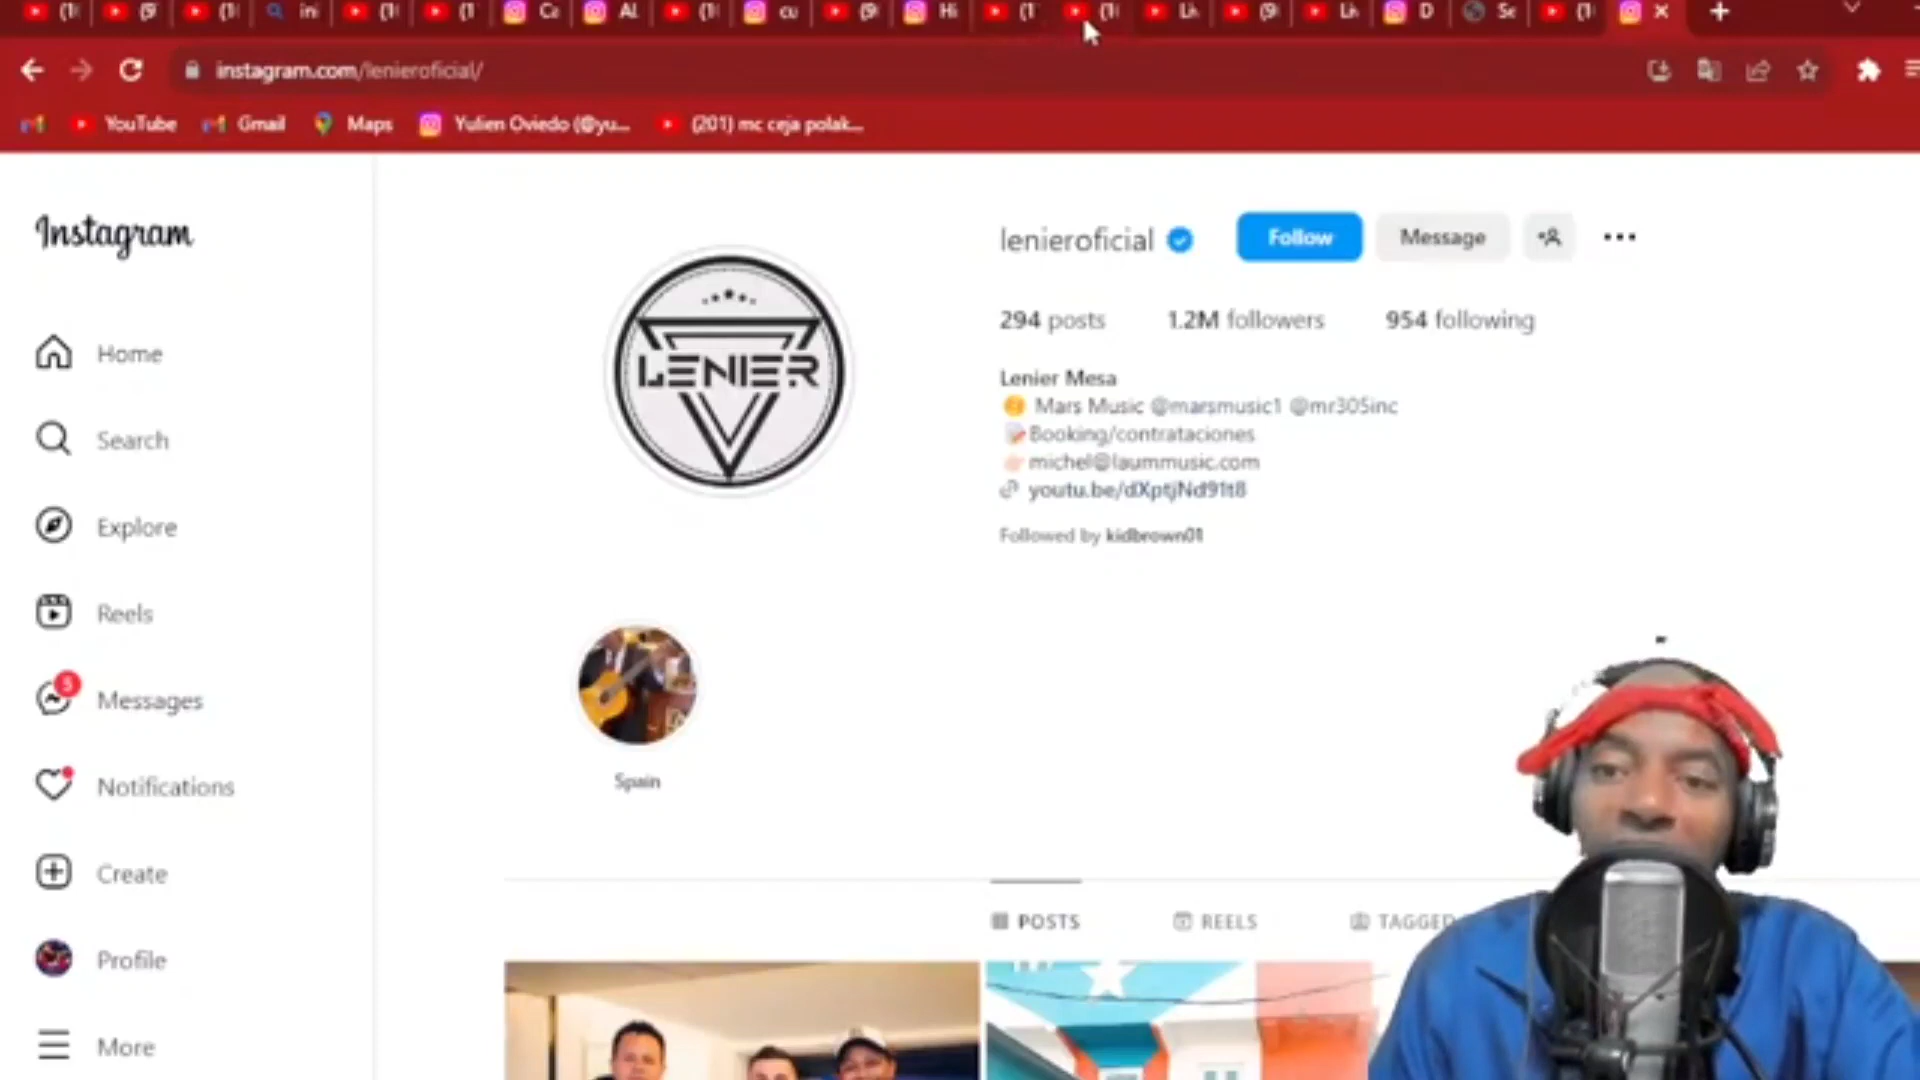 instagram.com/lenieroficial/
YouTube Gmail Maps Yulien Oviedo (@yu... (201) mc ceja polak...
Instagram
Home
Search
Explore
Reels
5
Messages
Notifications
Create
Profile
More
LENIER
lenieroficial Follow Message
294 posts 1.2M followers 954 following
Lenier Mesa
Mars Music @marsmusic1 @mr305inc
Booking/contrataciones
michel@laummusic.com
youtu.be/dXptjNd91t8
Followed by kidbrown01
Spain
POSTS REELS TAGGED